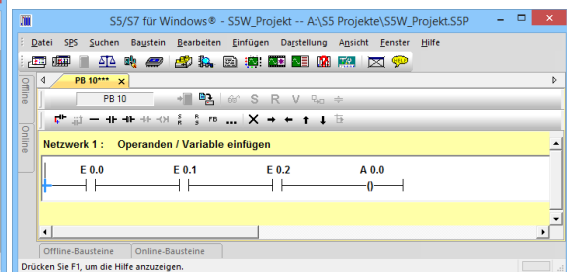 S5/S7 für Windows® - S5W_Projekt -- A:\S5 Projekte\S5W_Projekt.S5P
Datei SPS Suchen Baustein Bearbeiten Einfügen Darstellung Ansicht Fenster Hilfe
PB 10***
Offline
PB 10
S R V
FB
Online
Netzwerk 1 : Operanden / Variable einfügen
E 0.0 E 0.1 E 0.2 A 0.0
Offline-Bausteine Online-Bausteine
Drücken Sie F1, um die Hilfe anzuzeigen.